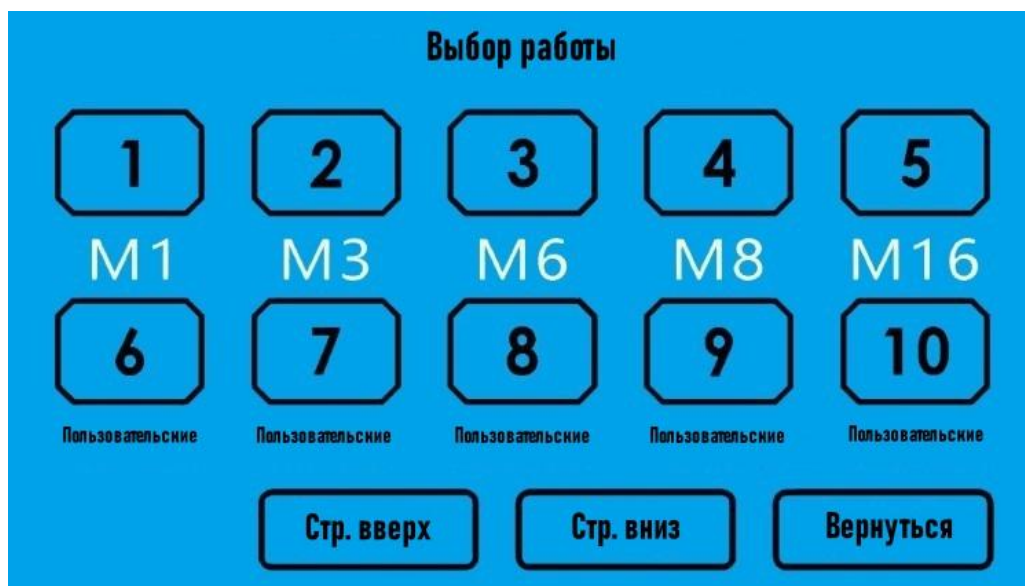 Выбор работы
1 2 3 4 5
M1 M3 M6 M8 M16
6 7 8 9 10
Пользовательские Пользовательские Пользовательские Пользовательские Пользовательские
Стр. вверх Стр. вниз Вернуться